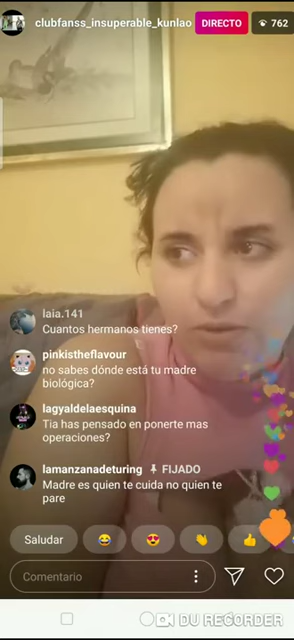 clubfanss_insuperable_kunlao
DIRECTO
762
laia.141
Cuantos hermanos tienes?
pinkistheflavour
no sabes dónde está tu madre
biológica?
lagyaldelaesquina
Tia has pensado en ponerte mas
operaciones?
lamanzanadeturing FIJADO
Madre es quien te cuida no quien te
pare
Saludar
Comentario
DU RECORDER